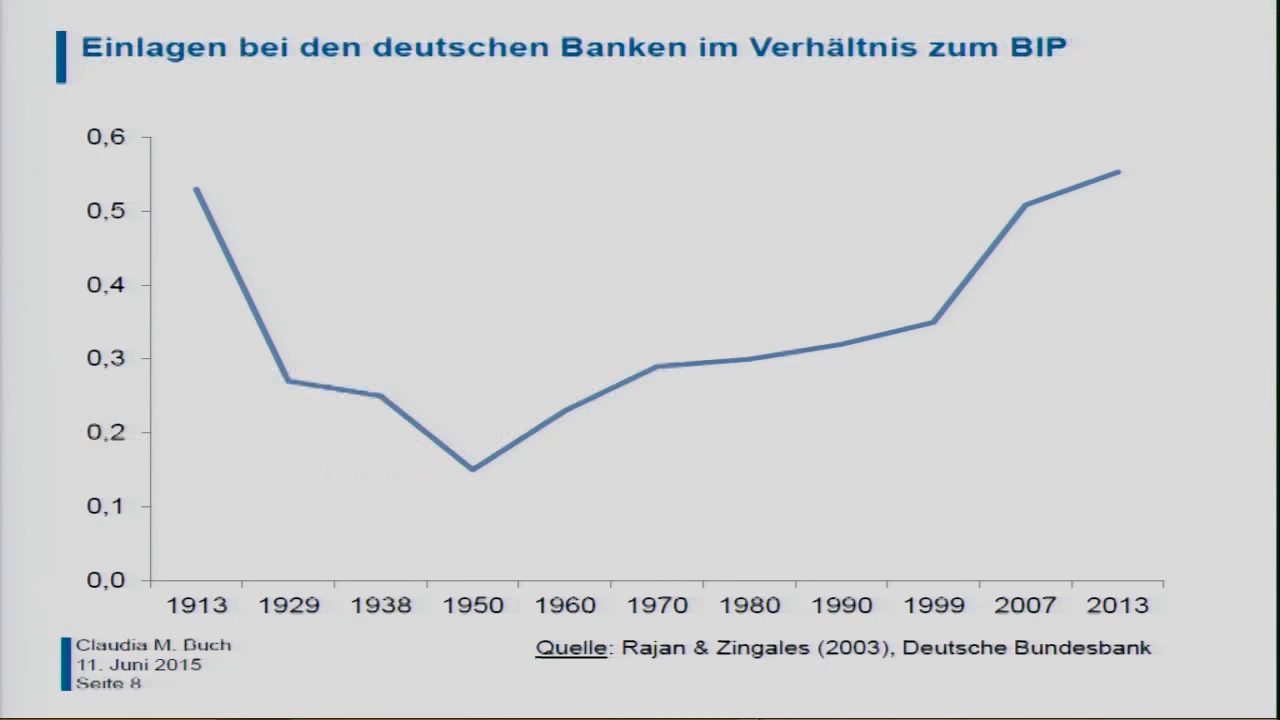 Einlagen bei den deutschen Banken im Verhältnis zum BIP
0,6
0,5
0,4
0,3
0,2
0,1
0,0
1913 1929 1938 1950 1960 1970 1980 1990 1999 2007 2013
Claudia M. Buch
11. Juni 2015
Seite 8
Quelle: Rajan & Zingales (2003), Deutsche Bundesbank